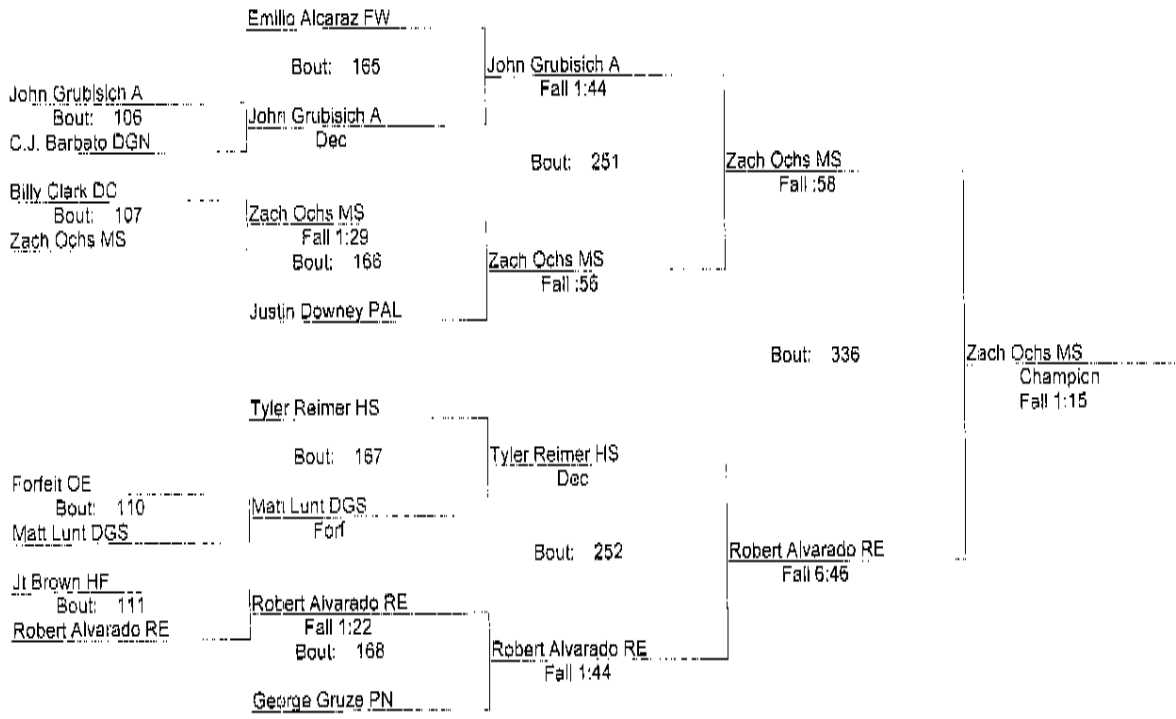 Emilio Alcaraz FW
Bout: 165
John Grubisich A
Fall 1:44
John Grubisich A
Bout: 106
C.J. Barbato DGN
John Grubisich A
Dec
Bout: 251
Zach Ochs MS
Fall :58
Billy Clark DC
Bout: 107
Zach Ochs MS
Zach Ochs MS
Fall 1:29
Bout: 166
Zach Ochs MS
Fall :56
Justin Downey PAL
Bout: 336
Zach Ochs MS
Champion
Fall 1:15
Tyler Reimer HS
Bout: 167
Tyler Reimer HS
Dec
Forfeit OE
Bout: 110
Matt Lunt DGS
Matt Lunt DGS
Forf
Bout: 252
Robert Alvarado RE
Fall 6:46
Jt Brown HF
Bout: 111
Robert Alvarado RE
Robert Alvarado RE
Fall 1:22
Bout: 168
Robert Alvarado RE
Fall 1:44
George Gruze PN